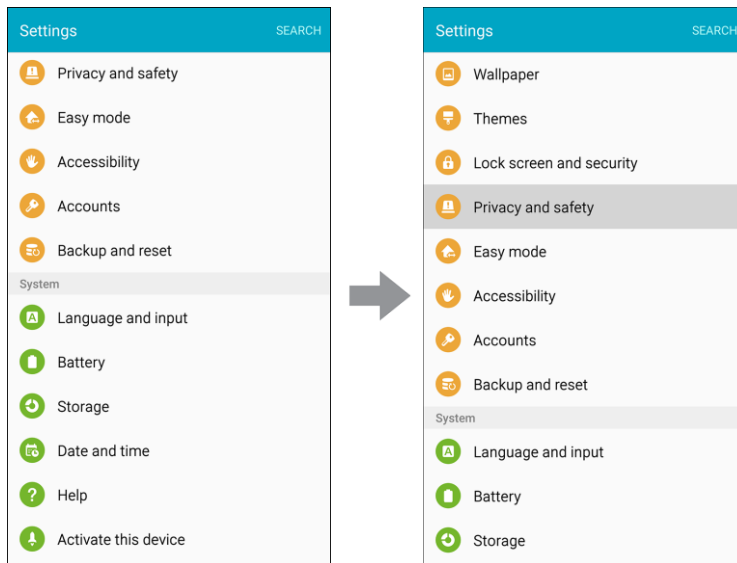 Settings
SEARCH
Privacy and safety
Easy mode
Accessibility
Accounts
Backup and reset
System
Language and input
Battery
Storage
Date and time
Help
Activate this device
Settings
SEARCH
Wallpaper
Themes
Lock screen and security
Privacy and safety
Easy mode
Accessibility
Accounts
Backup and reset
System
Language and input
Battery
Storage